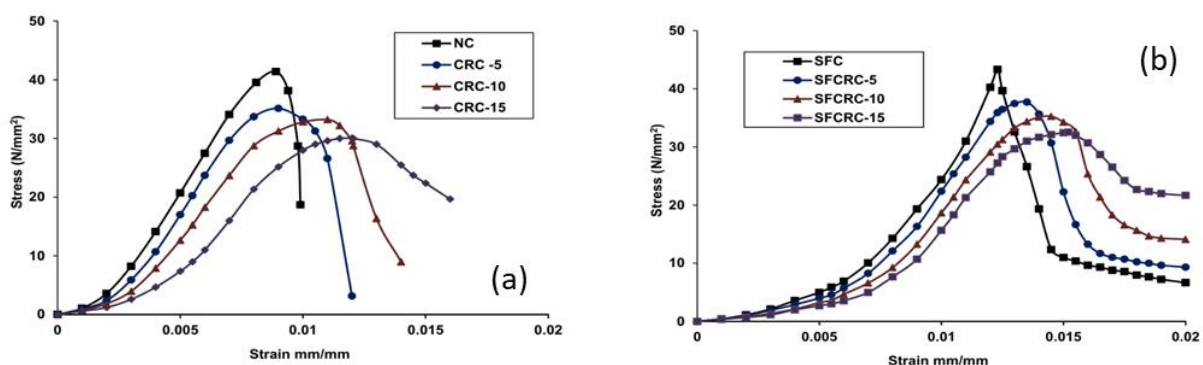 50
40
30
20
10
0
Stress (N/mm²)
NC
CRC -5
CRC-10
CRC-15
(a)
0
0.005
0.01
0.015
0.02
Strain mm/mm
50
40
30
20
10
0
Stress (N/mm²)
SFC
SFCRC-5
SFCRC-10
SFCRC-15
(b)
0
0.005
0.01
0.015
0.02
Strain mm/mm